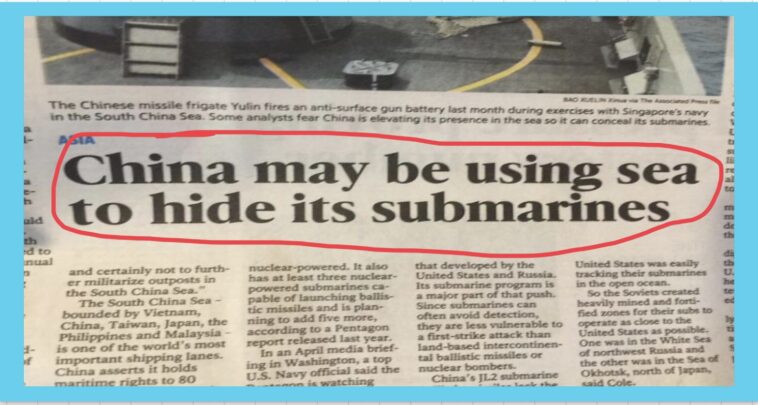 BAO XUELIN Xinua via The Associated Press file
The Chinese missile frigate Yulin fires an anti-surface gun battery last month during exercises with Singapore's navy
in the South China Sea. Some analysts fear China is elevating its presence in the sea so it can conceal its submarines.
ASIA
China may be using sea
to hide its submarines
and certainly not to furth-
er militarize outposts in
the South China Sea."
The South China Sea –
bounded by Vietnam,
China, Taiwan, Japan, the
Philippines and Malaysia –
is one of the world's most
important shipping lanes.
China asserts it holds
maritime rights to 80
nuclear-powered. It also
has at least three nuclear-
powered submarines ca-
pable of launching ballis-
tic missiles and is plan-
ning to add five more,
according to a Pentagon
report released last year.
In an April media brief-
ing in Washington, a top
U.S. Navy official said the
is watching
that developed by the
United States and Russia.
Its submarine program is
a major part of that push.
Since submarines can
often avoid detection,
they are less vulnerable to
a first-strike attack than
land-based intercontinen-
tal ballistic missiles or
nuclear bombers.
China's JL2 submarine
United States was easily
tracking their submarines
in the open ocean.
So the Soviets created
heavily mined and forti-
fied zones for their subs to
operate as close to the
United States as possible.
One was in the White Sea
of northwest Russia and
the other was in the Sea of
Okhotsk, north of Japan,
said Cole.